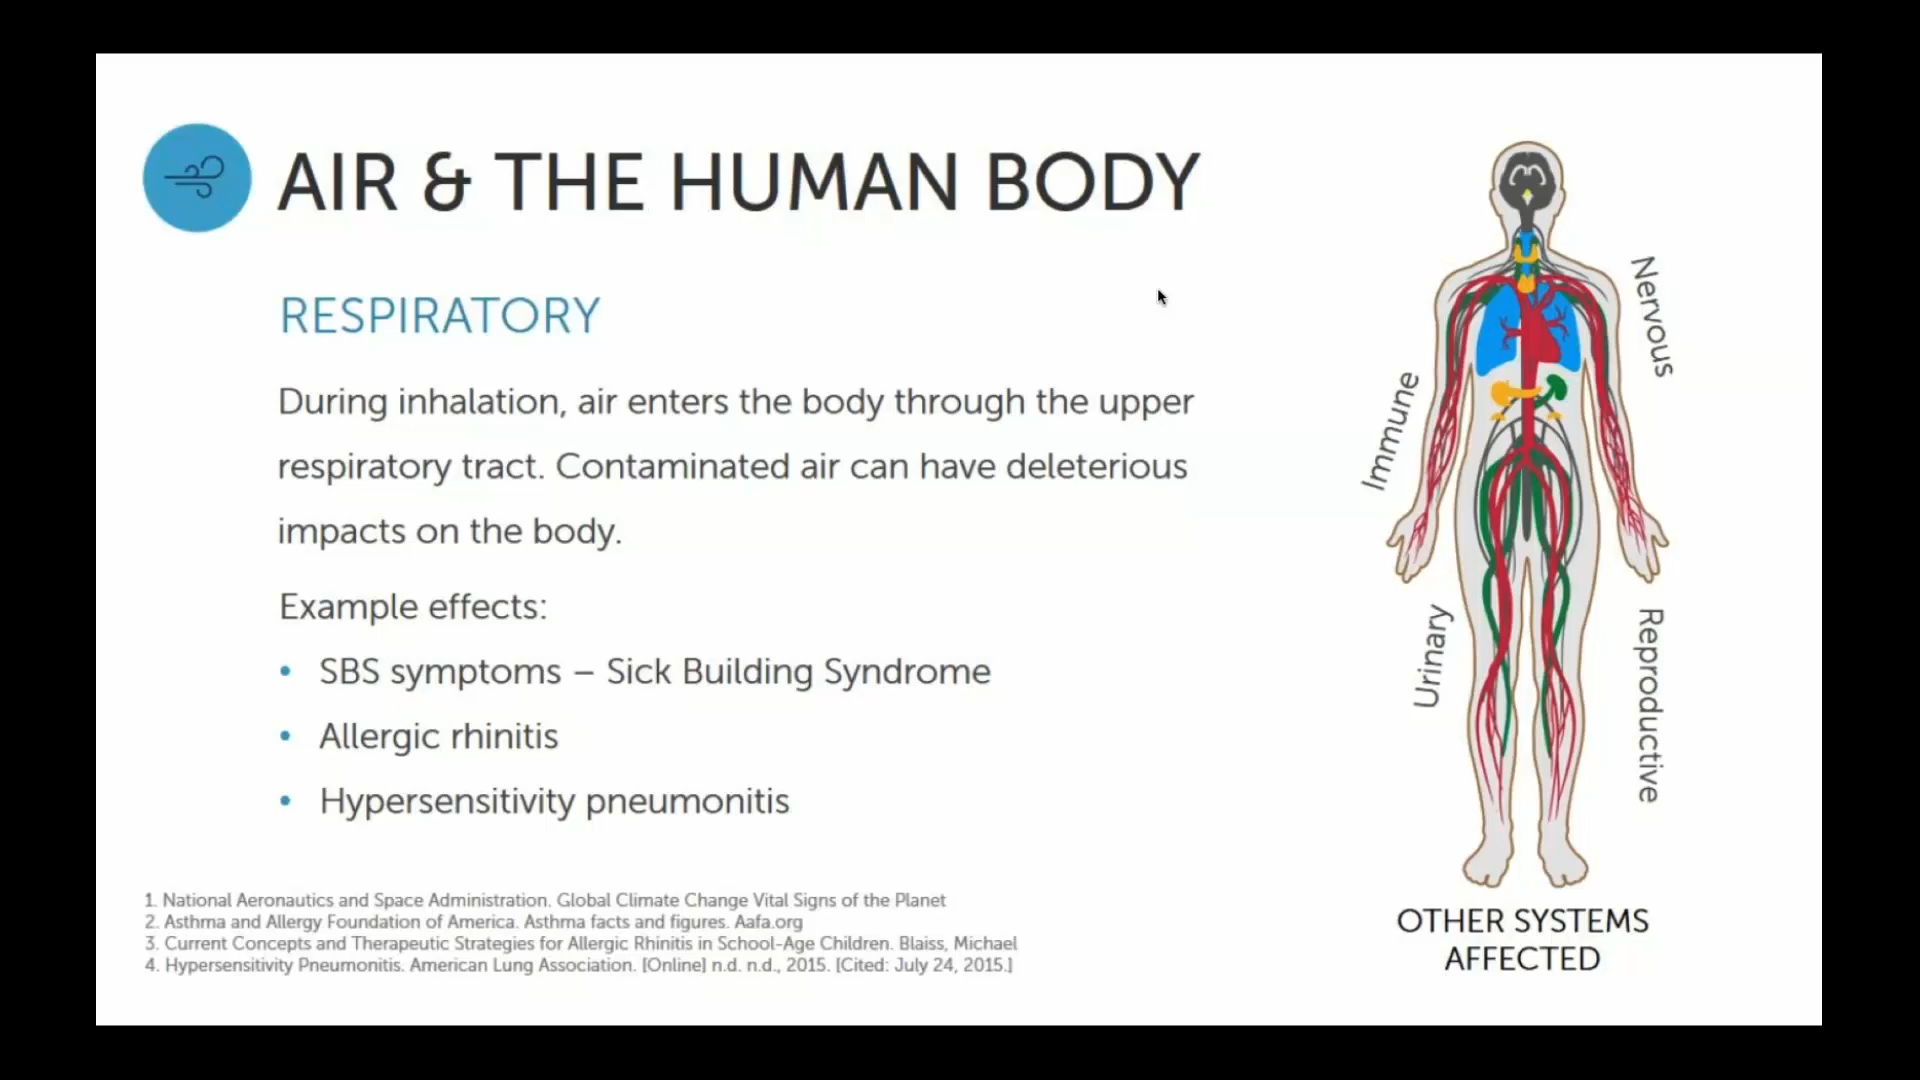 AIR & THE HUMAN BODY
RESPIRATORY
During inhalation, air enters the body through the upper
respiratory tract. Contaminated air can have deleterious
impacts on the body.
Example effects:
• SBS symptoms – Sick Building Syndrome
• Allergic rhinitis
• Hypersensitivity pneumonitis
1. National Aeronautics and Space Administration. Global Climate Change Vital Signs of the Planet
2. Asthma and Allergy Foundation of America. Asthma facts and figures. Aafa.org
3. Current Concepts and Therapeutic Strategies for Allergic Rhinitis in School-Age Children. Blaiss, Michael
4. Hypersensitivity Pneumonitis. American Lung Association. [Online] n.d. n.d., 2015. [Cited: July 24, 2015.]
Nervous
Immune
Urinary
Reproductive
OTHER SYSTEMS
AFFECTED